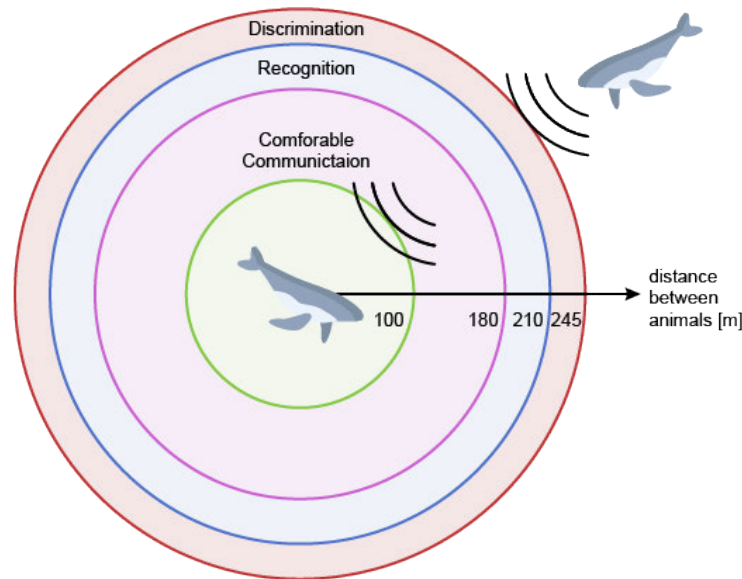 Discrimination
Recognition
Comforable
Communictaion
distance
between
animals [m]
100
180
210
245